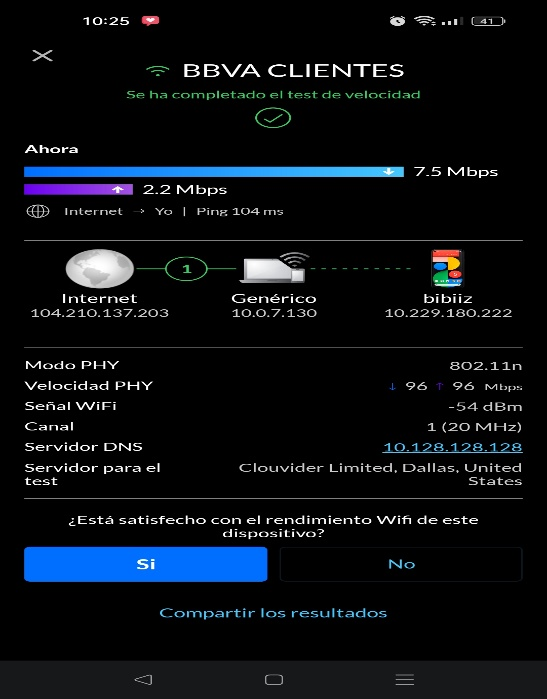 10:25
41
BBVA CLIENTES
Se ha completado el test de velocidad
Ahora
7.5 Mbps
2.2 Mbps
Internet → Yo | Ping 104 ms
1
Internet Genérico bibiiz
104.210.137.203 10.0.7.130 10.229.180.222
Modo PHY 802.11n
Velocidad PHY ↓ 96 ↑ 96 Mbps
Señal WiFi -54 dBm
Canal 1 (20 MHz)
Servidor DNS 10.128.128.128
Servidor para el test Clouvider Limited, Dallas, United States
¿Está satisfecho con el rendimiento Wifi de este
dispositivo?
Si No
Compartir los resultados